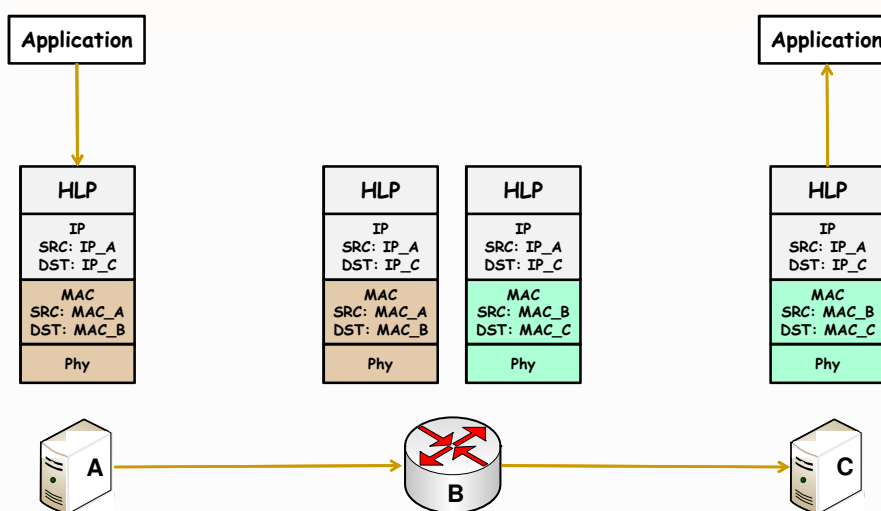 Application
Application
HLP
IP
SRC: IP_A
DST: IP_C
MAC
SRC: MAC_A
DST: MAC_B
Phy
HLP
IP
SRC: IP_A
DST: IP_C
MAC
SRC: MAC_A
DST: MAC_B
Phy
HLP
IP
SRC: IP_A
DST: IP_C
MAC
SRC: MAC_B
DST: MAC_C
Phy
HLP
IP
SRC: IP_A
DST: IP_C
MAC
SRC: MAC_B
DST: MAC_C
Phy
A
B
C